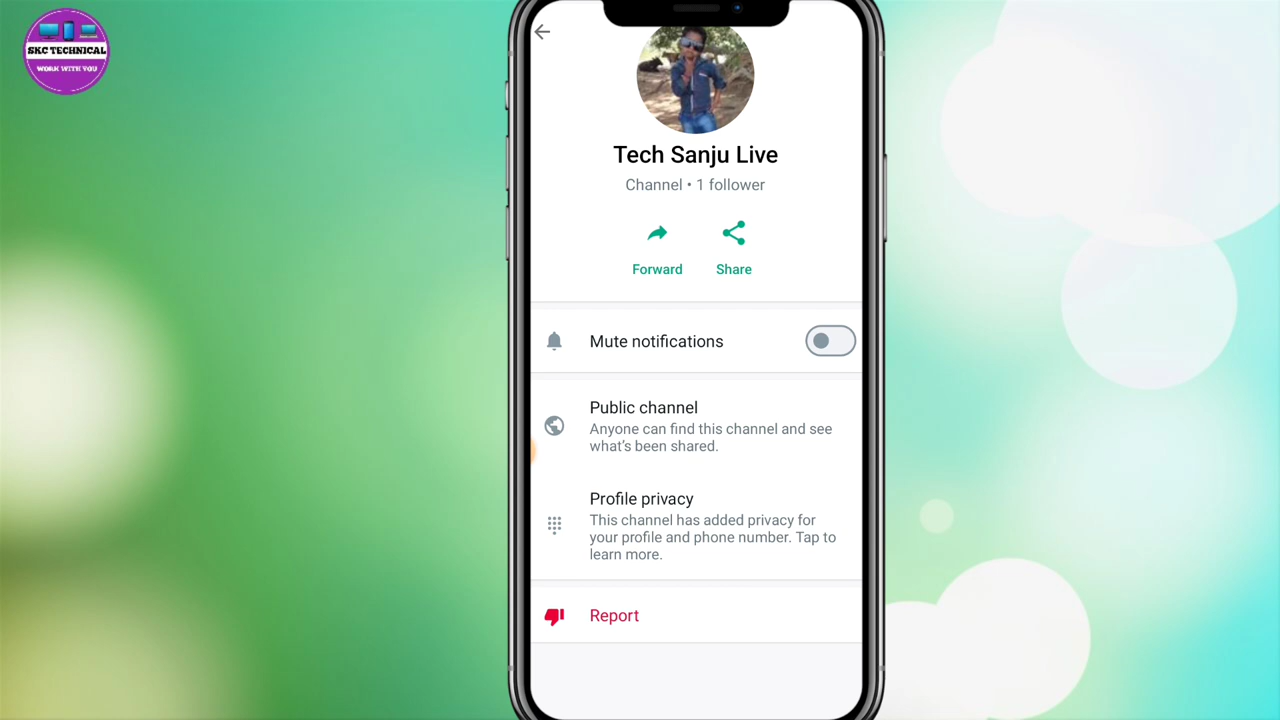 SKC TECHNICAL
WORK WITH YOU
Tech Sanju Live
Channel • 1 follower
Forward
Share
Mute notifications
Public channel
Anyone can find this channel and see
what's been shared.
Profile privacy
This channel has added privacy for
your profile and phone number. Tap to
learn more.
Report